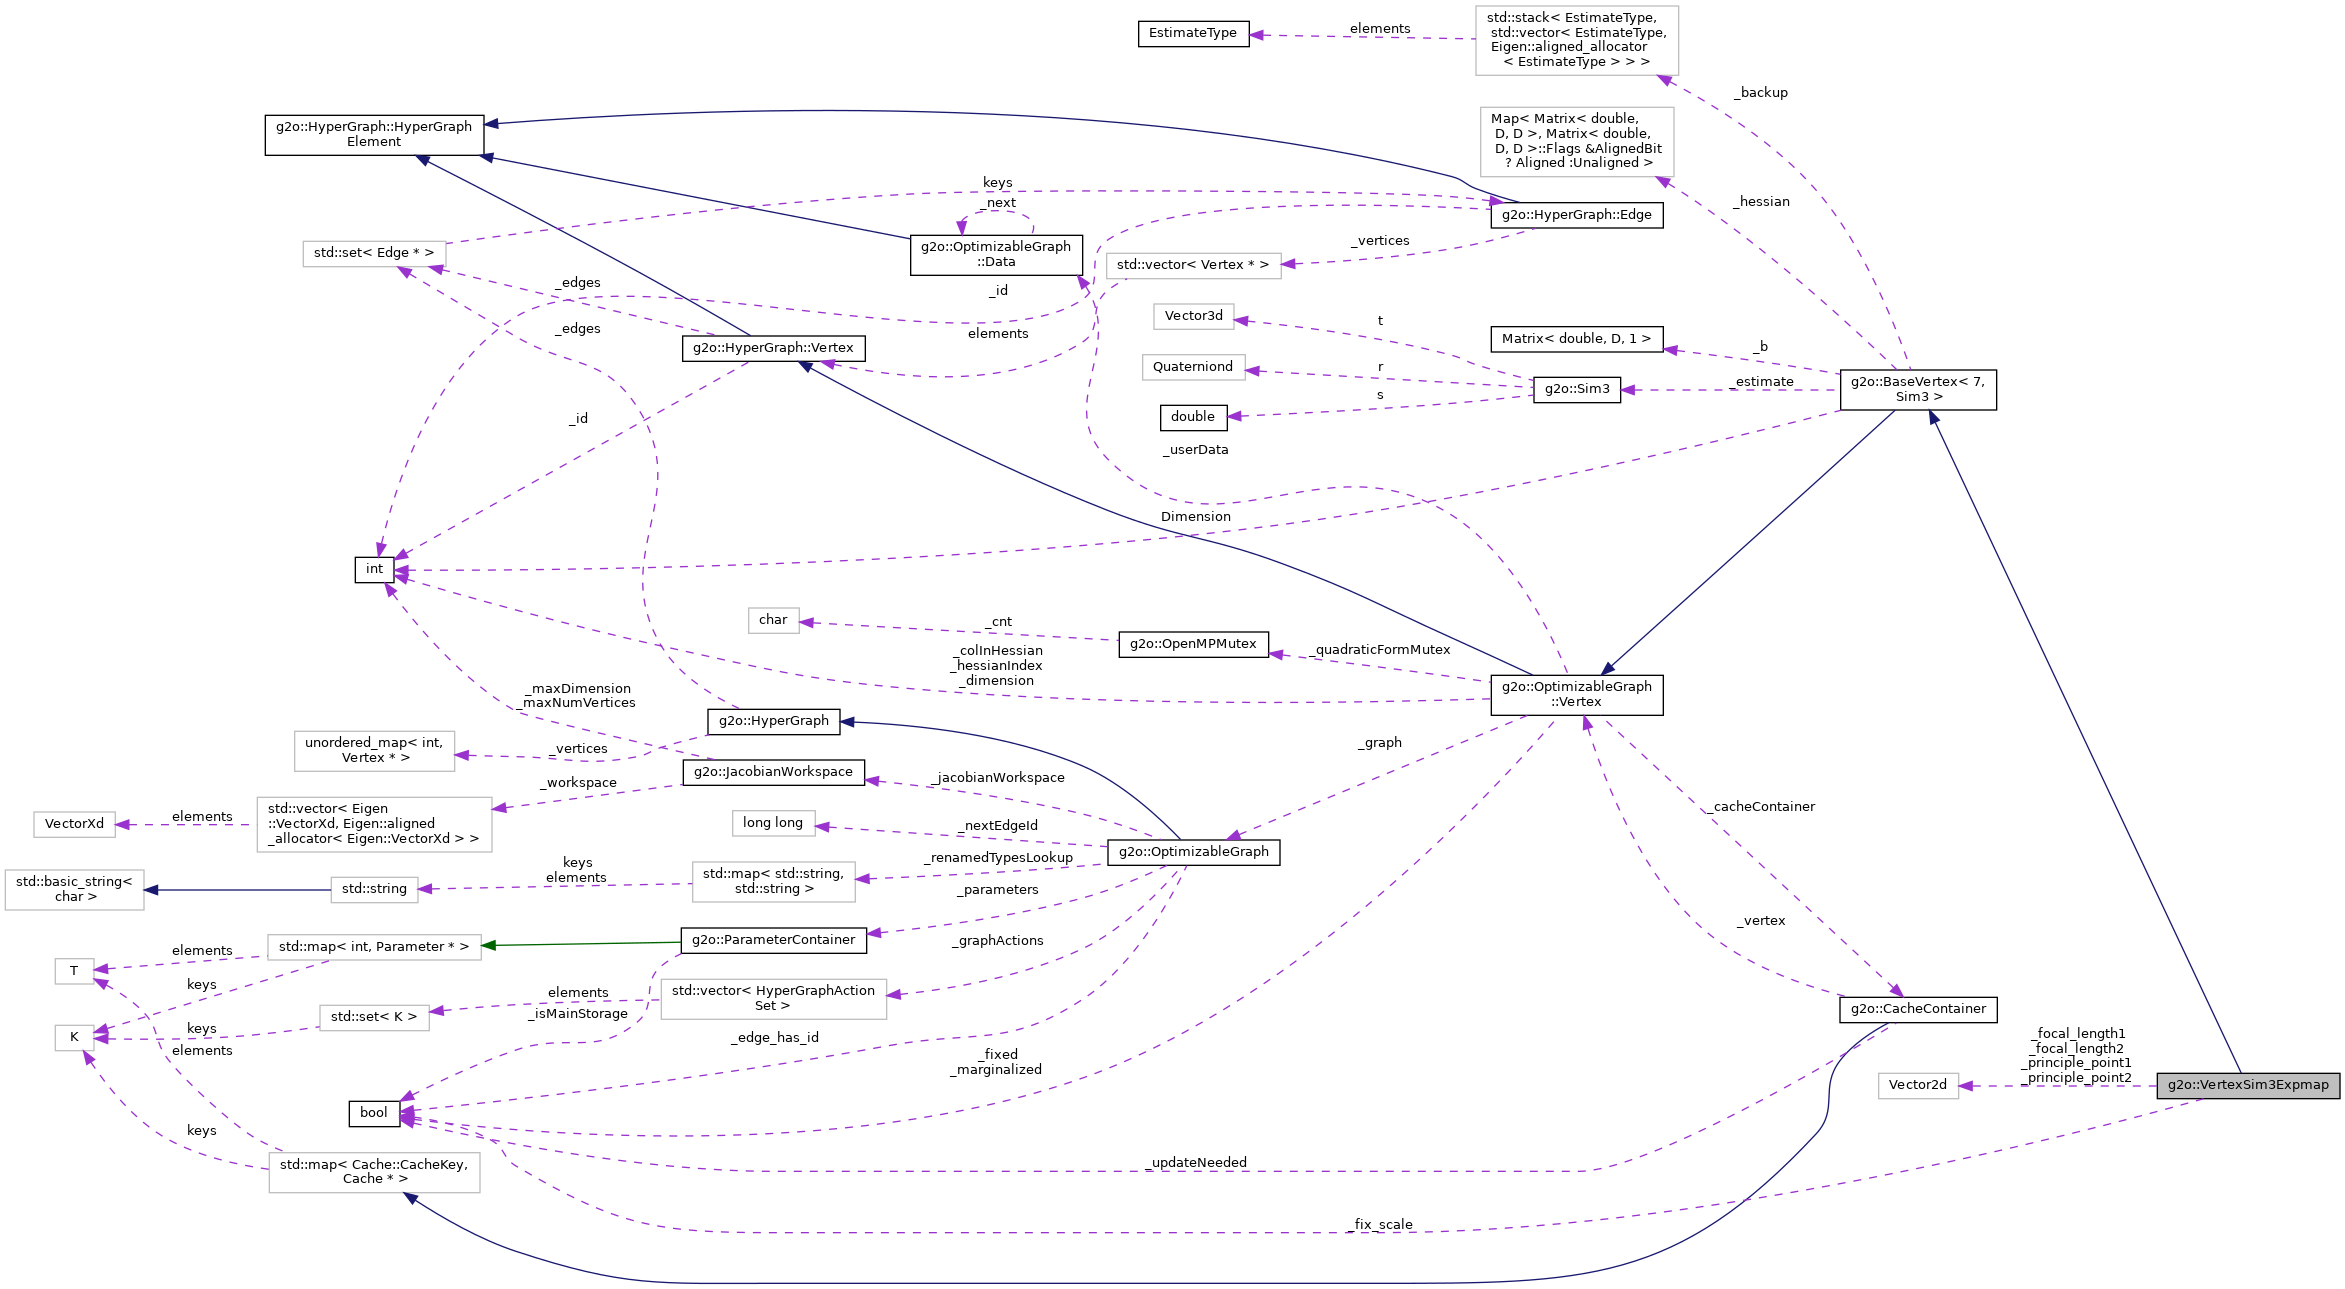 EstimateType
elements
std::stack< EstimateType,
std::vector< EstimateType,
Eigen::aligned_allocator
< EstimateType > > >
_backup
g2o::HyperGraph::HyperGraph
Element
Map< Matrix< double,
D, D >, Matrix< double,
D, D >::Flags &AlignedBit
? Aligned :Unaligned >
keys
_next
_hessian
g2o::HyperGraph::Edge
std::set< Edge * >
g2o::OptimizableGraph
::Data
_vertices
std::vector< Vertex * >
_edges
_id
Vector3d
t
_edges
elements
Matrix< double, D, 1 >
_b
g2o::HyperGraph::Vertex
Quaterniond
r
g2o::Sim3
_estimate
g2o::BaseVertex< 7,
Sim3 >
double
s
_id
_userData
Dimension
int
char
_cnt
g2o::OpenMPMutex
_quadraticFormMutex
_colInHessian
_hessianIndex
_dimension
g2o::OptimizableGraph
::Vertex
_maxDimension
_maxNumVertices
g2o::HyperGraph
unordered_map< int,
Vertex * >
_vertices
_graph
g2o::JacobianWorkspace
_jacobianWorkspace
_workspace
_cacheContainer
VectorXd
elements
std::vector< Eigen
::VectorXd, Eigen::aligned
_allocator< Eigen::VectorXd > >
long long
_nextEdgeId
g2o::OptimizableGraph
_renamedTypesLookup
keys
elements
std::map< std::string,
std::string >
std::basic_string<
char >
std::string
_parameters
_vertex
g2o::ParameterContainer
std::map< int, Parameter * >
elements
_graphActions
T
keys
std::vector< HyperGraphAction
Set >
elements
_isMainStorage
std::set< K >
keys
K
elements
g2o::CacheContainer
_edge_has_id
_fixed
_marginalized
_focal_length1
_focal_length2
_principle_point1
_principle_point2
Vector2d
g2o::VertexSim3Expmap
bool
keys
std::map< Cache::CacheKey,
Cache * >
_updateNeeded
_fix_scale